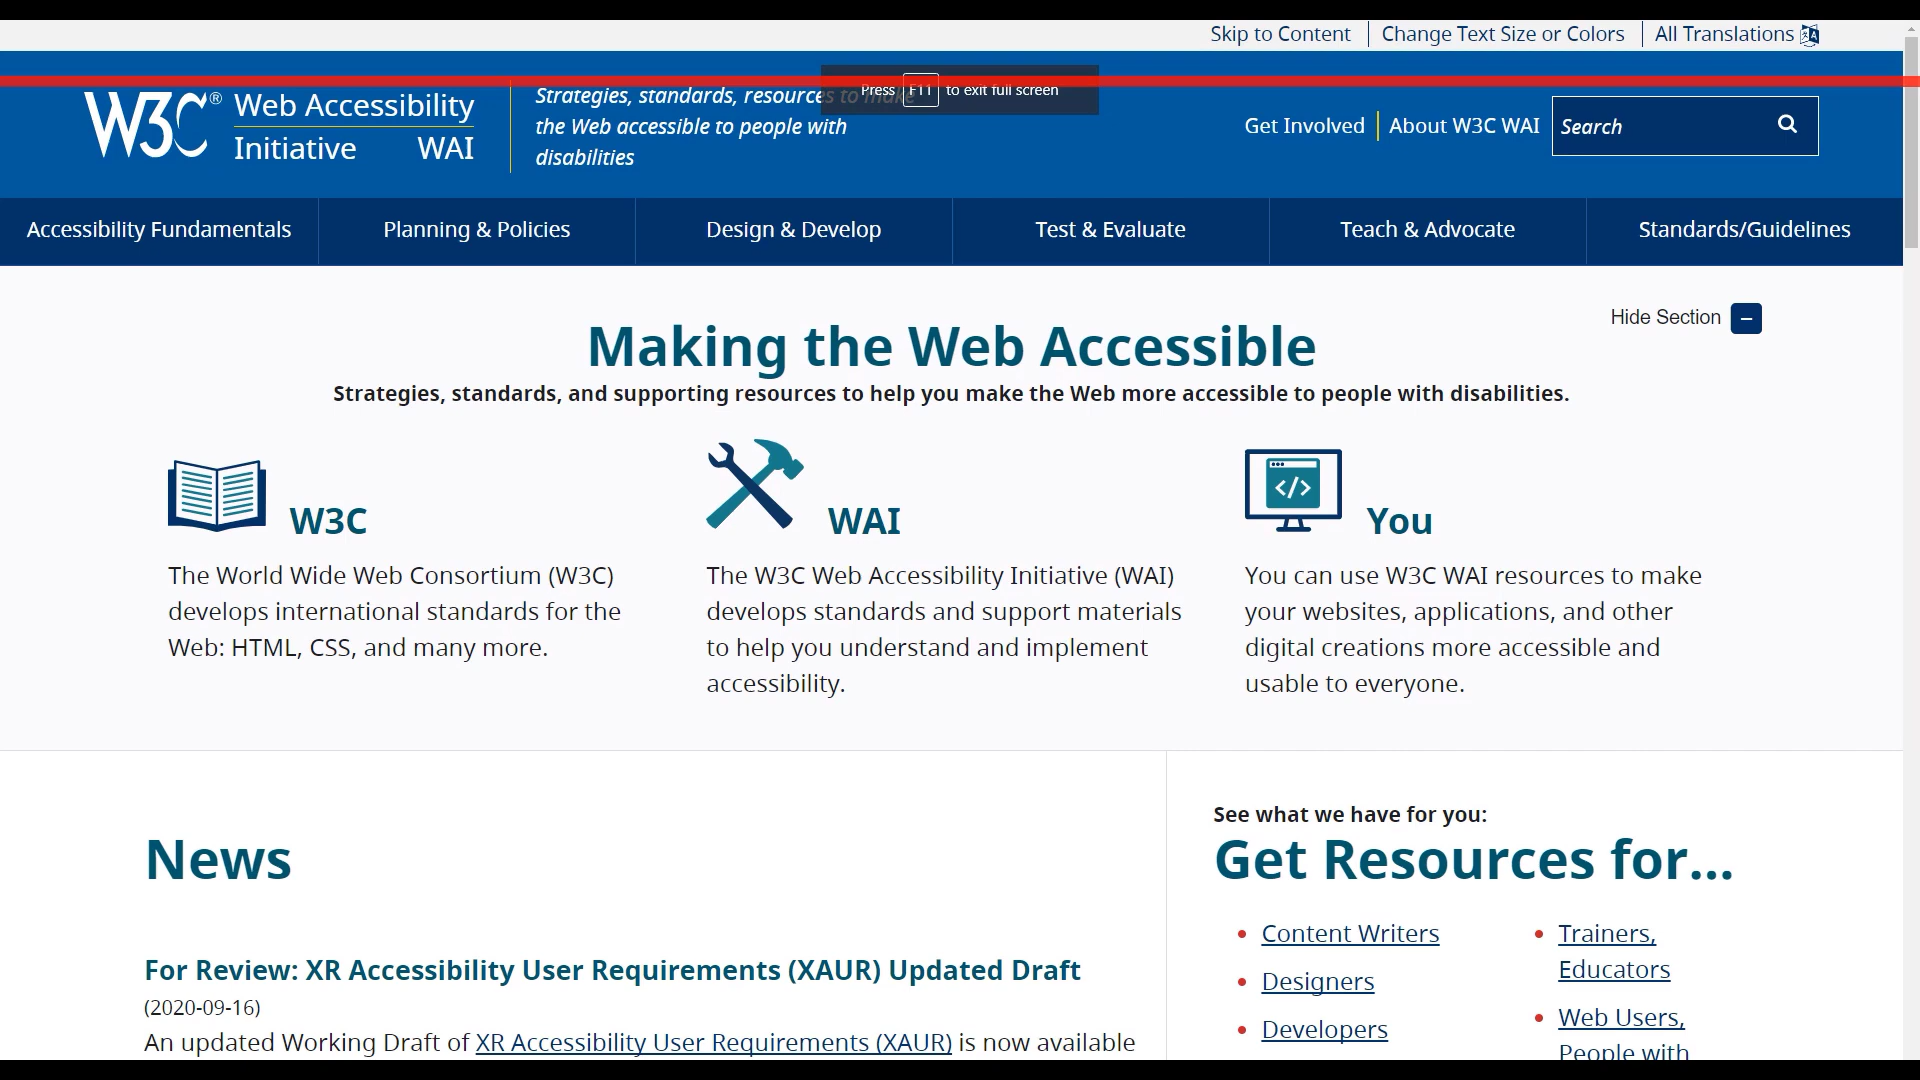 Skip to Content
Change Text Size or Colors
All Translations
W3C® Web Accessibility
Initiative WAI
Strategies, standards, resources to make
the Web accessible to people with
disabilities
Press F11 to exit full screen
Get Involved
About W3C WAI
Search
Accessibility Fundamentals
Planning & Policies
Design & Develop
Test & Evaluate
Teach & Advocate
Standards/Guidelines
Hide Section
Making the Web Accessible
Strategies, standards, and supporting resources to help you make the Web more accessible to people with disabilities.
W3C
The World Wide Web Consortium (W3C)
develops international standards for the
Web: HTML, CSS, and many more.
WAI
The W3C Web Accessibility Initiative (WAI)
develops standards and support materials
to help you understand and implement
accessibility.
</>
You
You can use W3C WAI resources to make
your websites, applications, and other
digital creations more accessible and
usable to everyone.
News
For Review: XR Accessibility User Requirements (XAUR) Updated Draft
(2020-09-16)
An updated Working Draft of XR Accessibility User Requirements (XAUR) is now available
See what we have for you:
Get Resources for...
Content Writers
Designers
Developers
Trainers,
Educators
Web Users,
People with